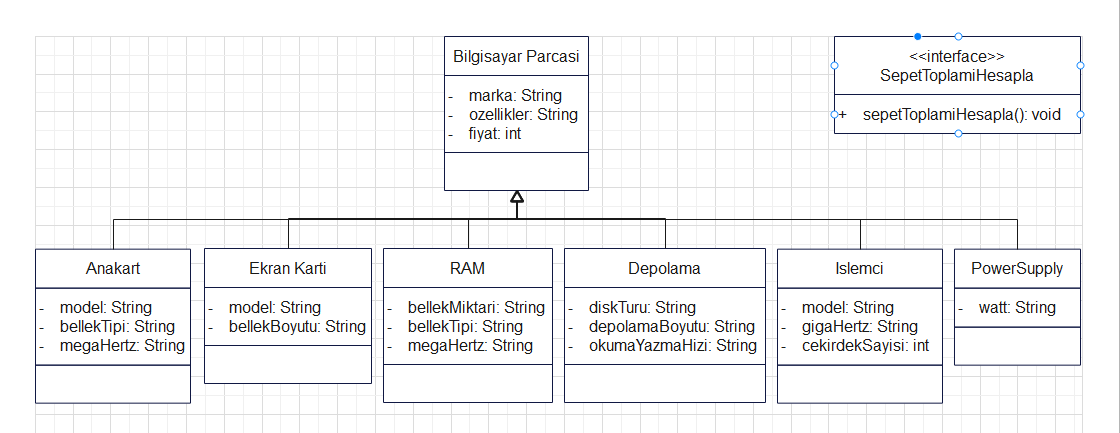 Bilgisayar Parcasi
- marka: String
- ozellikler: String
- fiyat: int
<<interface>>
SepetToplamiHesapla
+ sepetToplamiHesapla(): void
Anakart
- model: String
- bellekTipi: String
- megaHertz: String
Ekran Karti
- model: String
- bellekBoyutu: String
RAM
- bellekMiktari: String
- bellekTipi: String
- megaHertz: String
Depolama
- diskTuru: String
- depolamaBoyutu: String
- okumaYazmaHizi: String
Islemci
- model: String
- gigaHertz: String
- cekirdekSayisi: int
PowerSupply
- watt: String